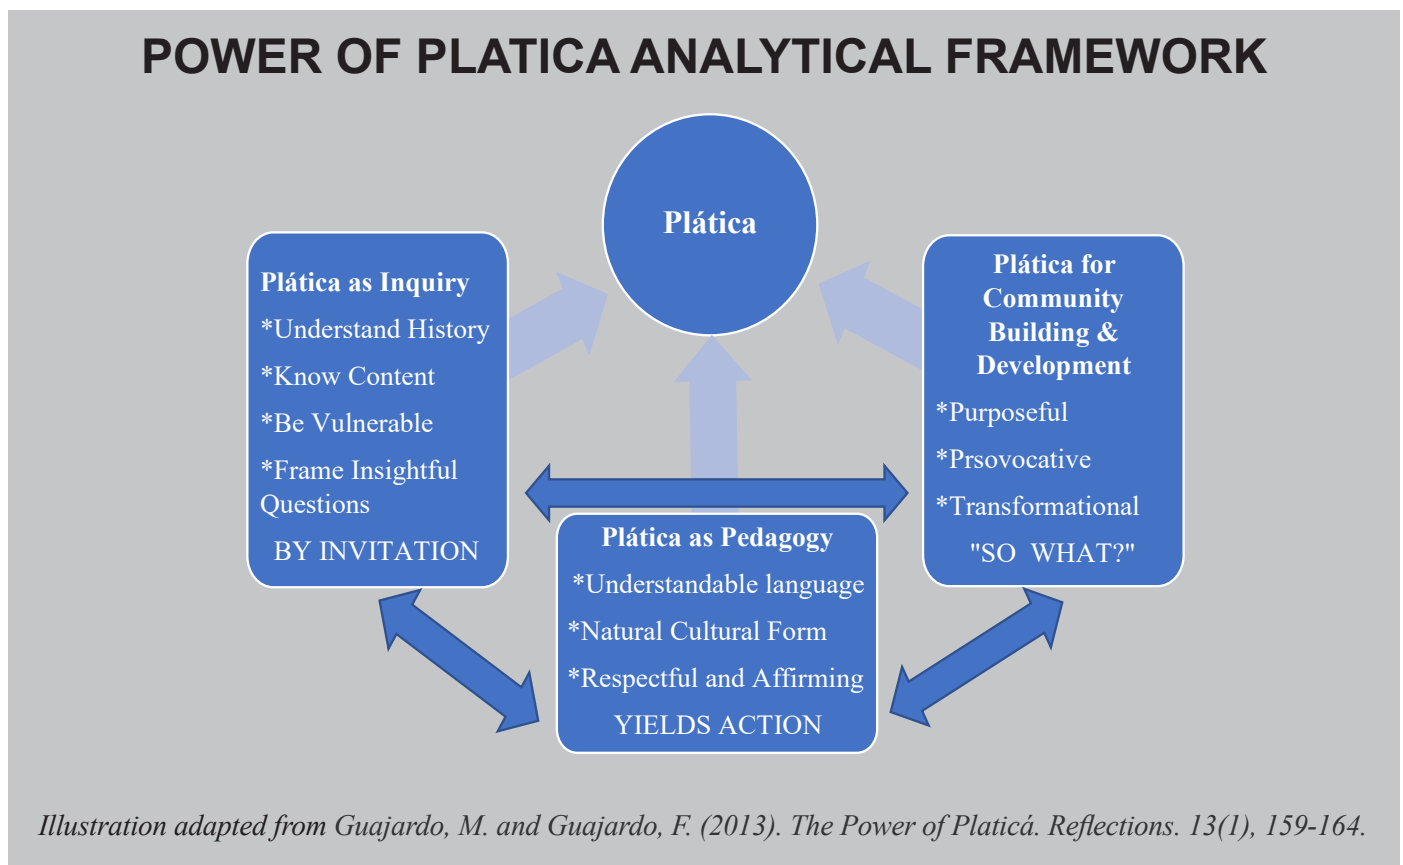 POWER OF PLATICA ANALYTICAL FRAMEWORK
Plática
Plática as Inquiry
*Understand History
*Know Content
*Be Vulnerable
*Frame Insightful
Questions
BY INVITATION
Plática as Pedagogy
*Understandable language
*Natural Cultural Form
*Respectful and Affirming
YIELDS ACTION
Plática for
Community
Building &
Development
*Purposeful
*Prsovocative
*Transformational
"SO WHAT?"
Illustration adapted from Guajardo, M. and Guajardo, F. (2013). The Power of Platicá. Reflections. 13(1), 159-164.